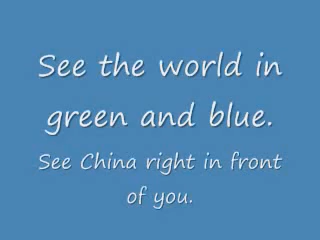 See the world in
green and blue.
See China right in front
of you.